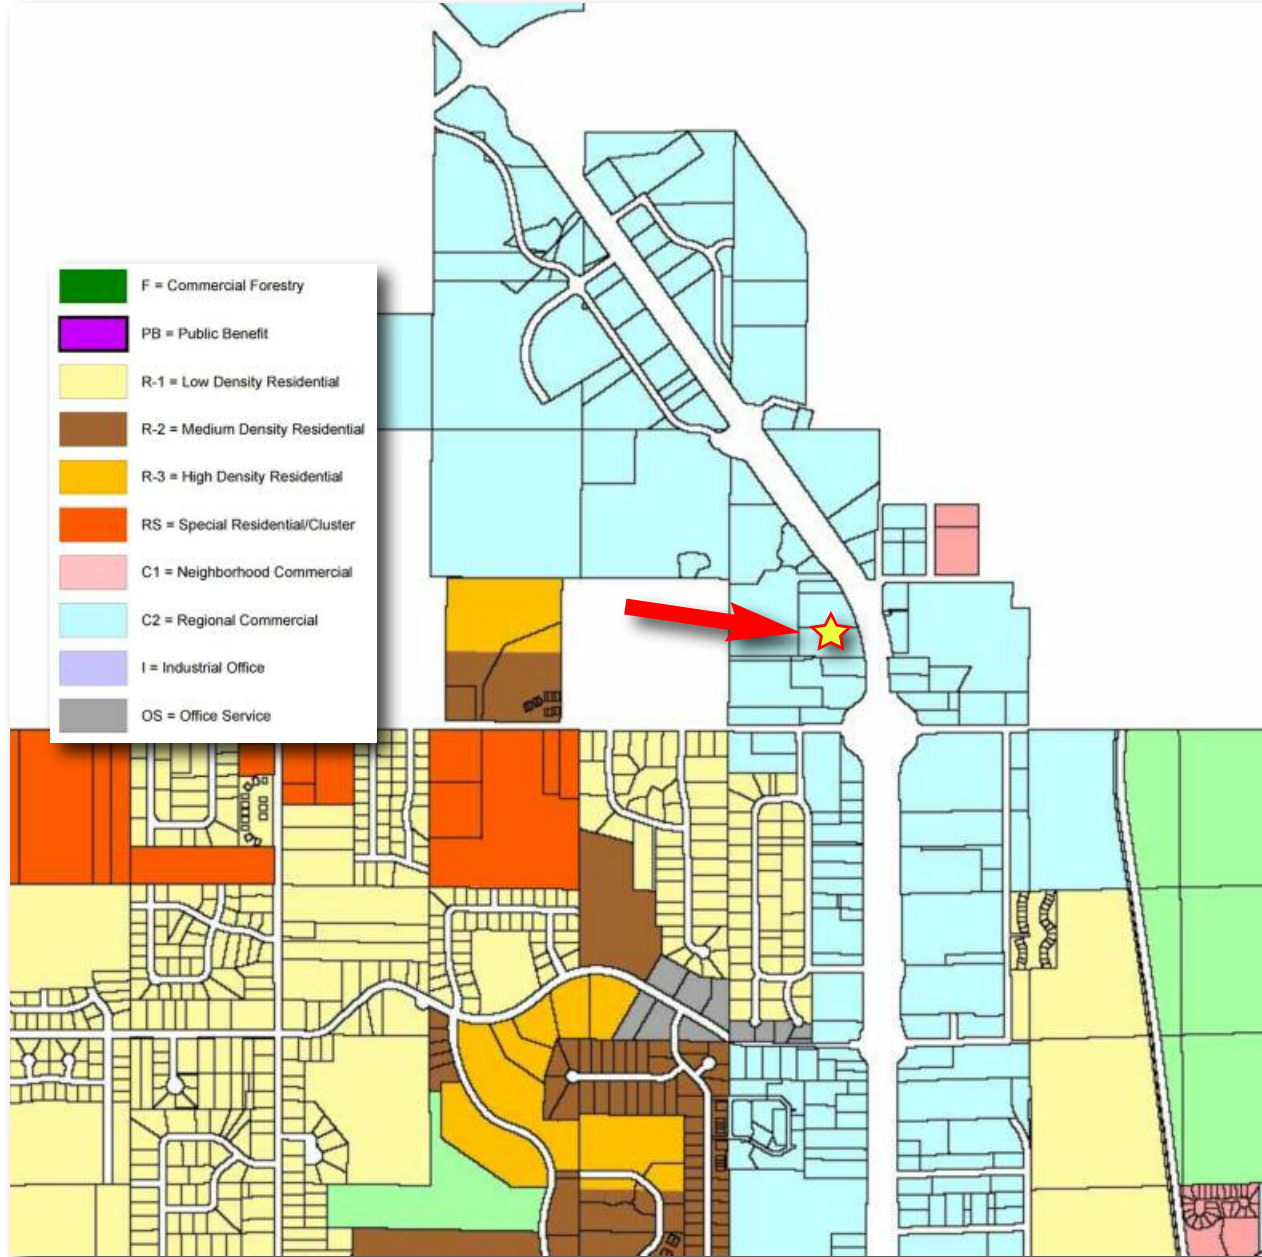 F = Commercial Forestry
PB = Public Benefit
R-1 = Low Density Residential
R-2 = Medium Density Residential
R-3 = High Density Residential
RS = Special Residential/Cluster
C1 = Neighborhood Commercial
C2 = Regional Commercial
I = Industrial Office
OS = Office Service